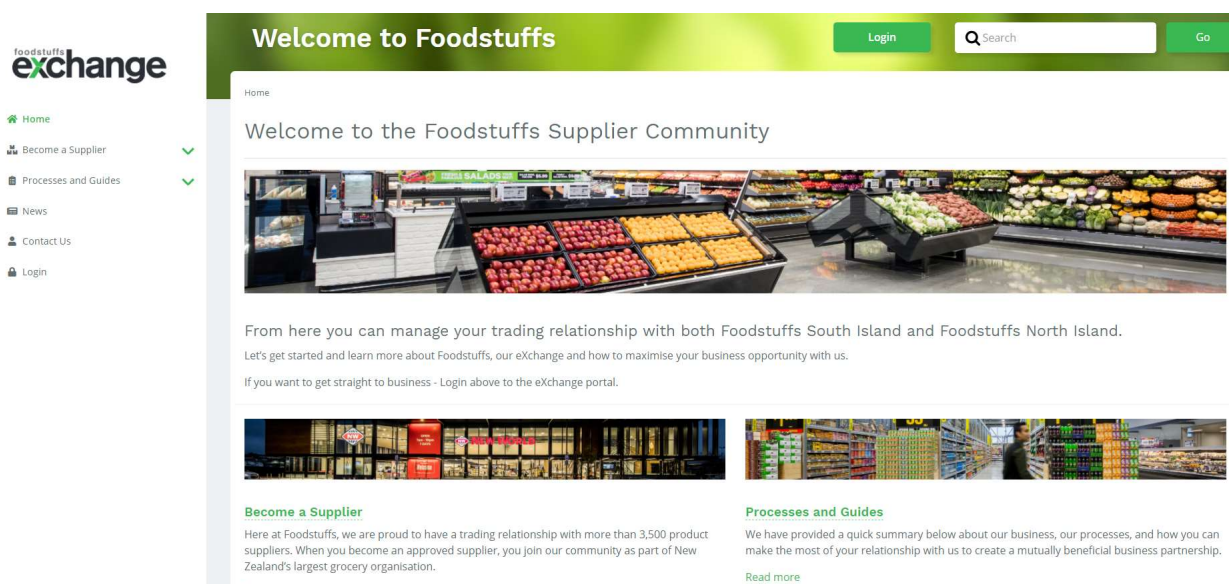 Welcome to Foodstuffs
Login
Search
Go
foodstuffs
exchange
Home
Become a Supplier
Processes and Guides
News
Contact Us
Login
Home
Welcome to the Foodstuffs Supplier Community
SALADS
From here you can manage your trading relationship with both Foodstuffs South Island and Foodstuffs North Island.
Let's get started and learn more about Foodstuffs, our eXchange and how to maximise your business opportunity with us.
If you want to get straight to business - Login above to the eXchange portal.
NW
NEW WORLD
Become a Supplier
Here at Foodstuffs, we are proud to have a trading relationship with more than 3,500 product
suppliers. When you become an approved supplier, you join our community as part of New
Zealand's largest grocery organisation.
Processes and Guides
We have provided a quick summary below about our business, our processes, and how you can
make the most of your relationship with us to create a mutually beneficial business partnership.
Read more